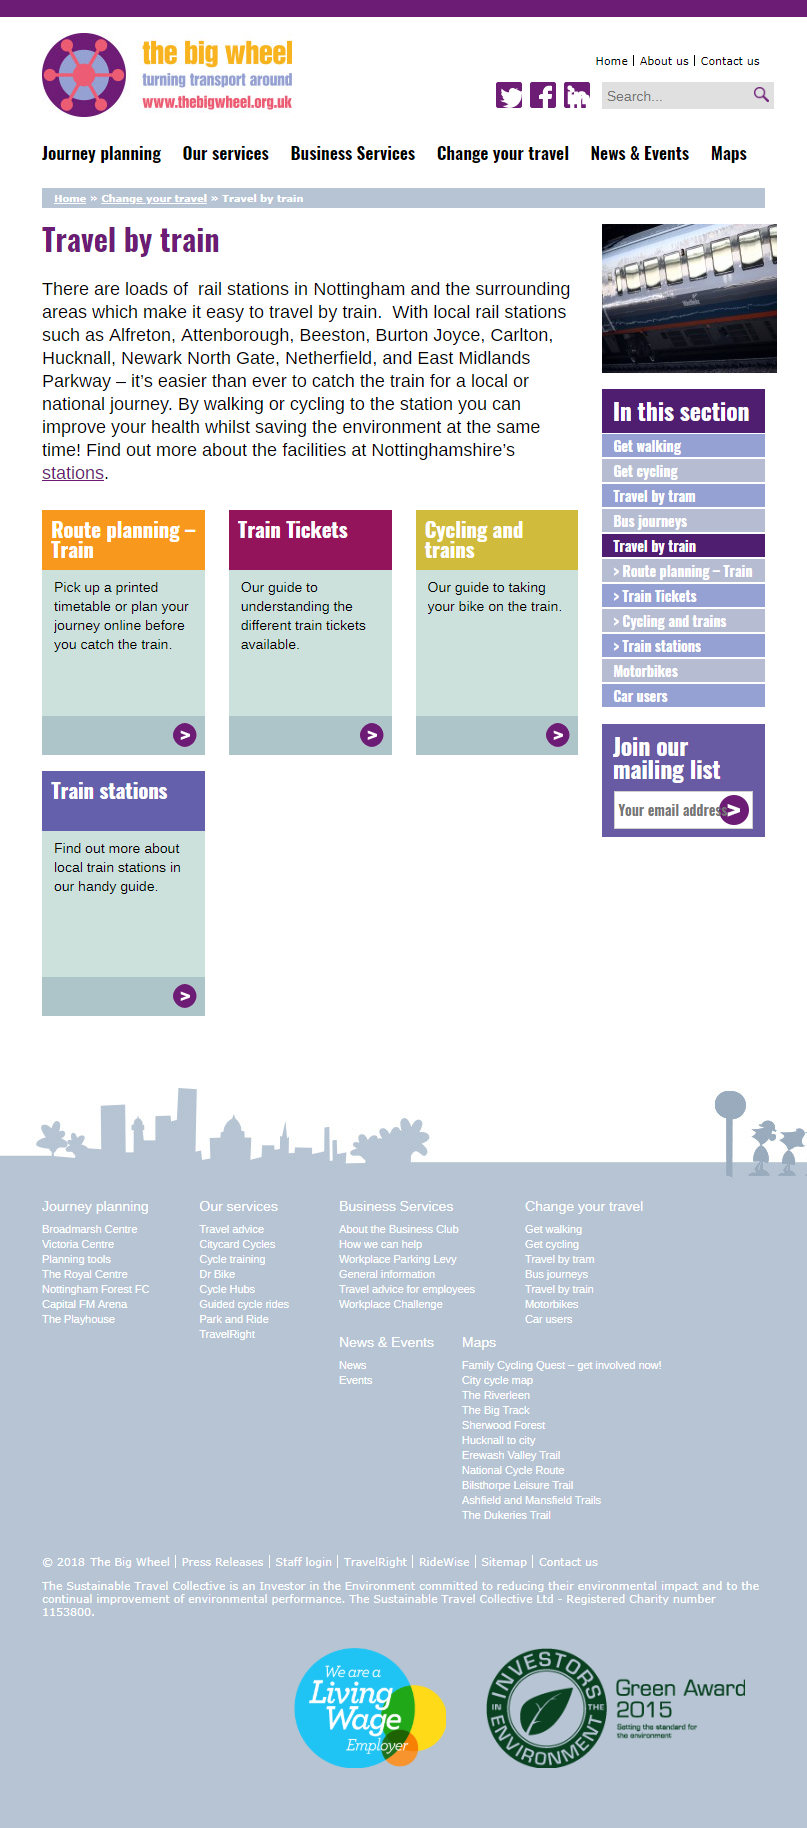 the big wheel
turning transport around
www.thebigwheel.org.uk
Home | About us | Contact us
Search...
Journey planning Our services Business Services Change your travel News & Events Maps
Home » Change your travel » Travel by train
Travel by train
There are loads of  rail stations in Nottingham and the surrounding
areas which make it easy to travel by train.  With local rail stations
such as Alfreton, Attenborough, Beeston, Burton Joyce, Carlton,
Hucknall, Newark North Gate, Netherfield, and East Midlands
Parkway – it’s easier than ever to catch the train for a local or
national journey. By walking or cycling to the station you can
improve your health whilst saving the environment at the same
time! Find out more about the facilities at Nottinghamshire’s
stations.
Route planning –
Train
Pick up a printed
timetable or plan your
journey online before
you catch the train.
>
Train Tickets
Our guide to
understanding the
different train tickets
available.
>
Cycling and
trains
Our guide to taking
your bike on the train.
>
Train stations
Find out more about
local train stations in
our handy guide.
>
In this section
Get walking
Get cycling
Travel by tram
Bus journeys
Travel by train
> Route planning – Train
> Train Tickets
> Cycling and trains
> Train stations
Motorbikes
Car users
Join our
mailing list
Your email address >
Journey planning
Broadmarsh Centre
Victoria Centre
Planning tools
The Royal Centre
Nottingham Forest FC
Capital FM Arena
The Playhouse
Our services
Travel advice
Citycard Cycles
Cycle training
Dr Bike
Cycle Hubs
Guided cycle rides
Park and Ride
TravelRight
Business Services
About the Business Club
How we can help
Workplace Parking Levy
General information
Travel advice for employees
Workplace Challenge
Change your travel
Get walking
Get cycling
Travel by tram
Bus journeys
Travel by train
Motorbikes
Car users
News & Events
News
Events
Maps
Family Cycling Quest – get involved now!
City cycle map
The Riverleen
The Big Track
Sherwood Forest
Hucknall to city
Erewash Valley Trail
National Cycle Route
Bilsthorpe Leisure Trail
Ashfield and Mansfield Trails
The Dukeries Trail
© 2018 The Big Wheel | Press Releases | Staff login | TravelRight | RideWise | Sitemap | Contact us
The Sustainable Travel Collective is an Investor in the Environment committed to reducing their environmental impact and to the
continual improvement of environmental performance. The Sustainable Travel Collective Ltd - Registered Charity number
1153800.
We are a
Living
Wage
Employer
INVESTORS
IN THE
ENVIRONMENT
Green Award
2015
Setting the standard for
the environment